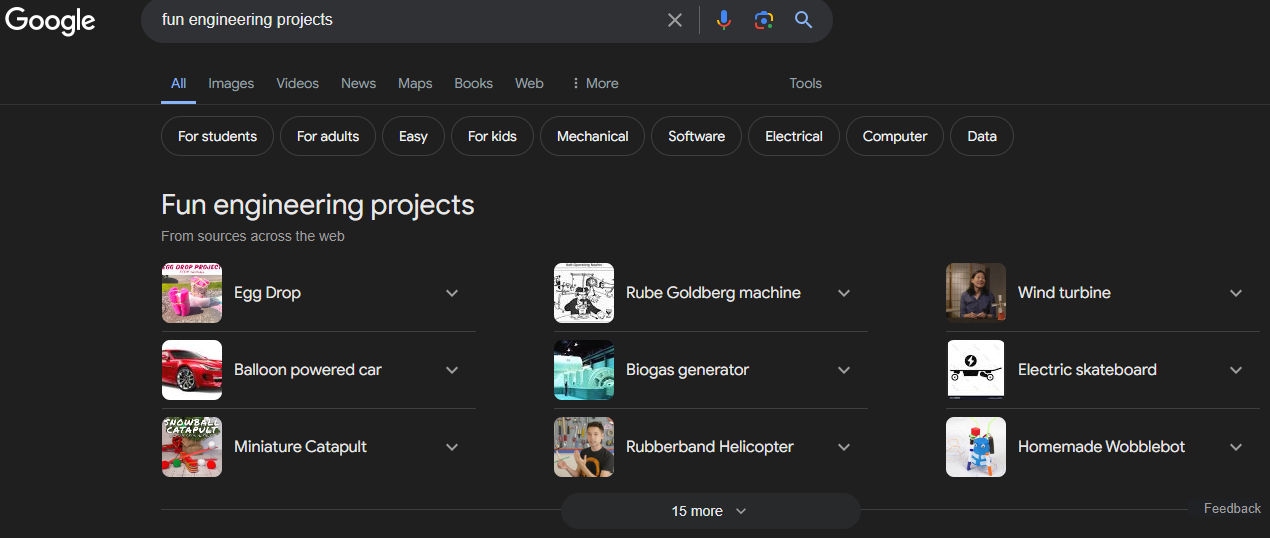 Google
fun engineering projects
All Images Videos News Maps Books Web More Tools
For students For adults Easy For kids Mechanical Software Electrical Computer Data
Fun engineering projects
From sources across the web
EGG DROP PROJECT
Egg Drop
Rube Goldberg machine
Wind turbine
Balloon powered car
Biogas generator
Electric skateboard
SNOWBALL
CATAPULT
Miniature Catapult
Rubberband Helicopter
Homemade Wobblebot
15 more
Feedback